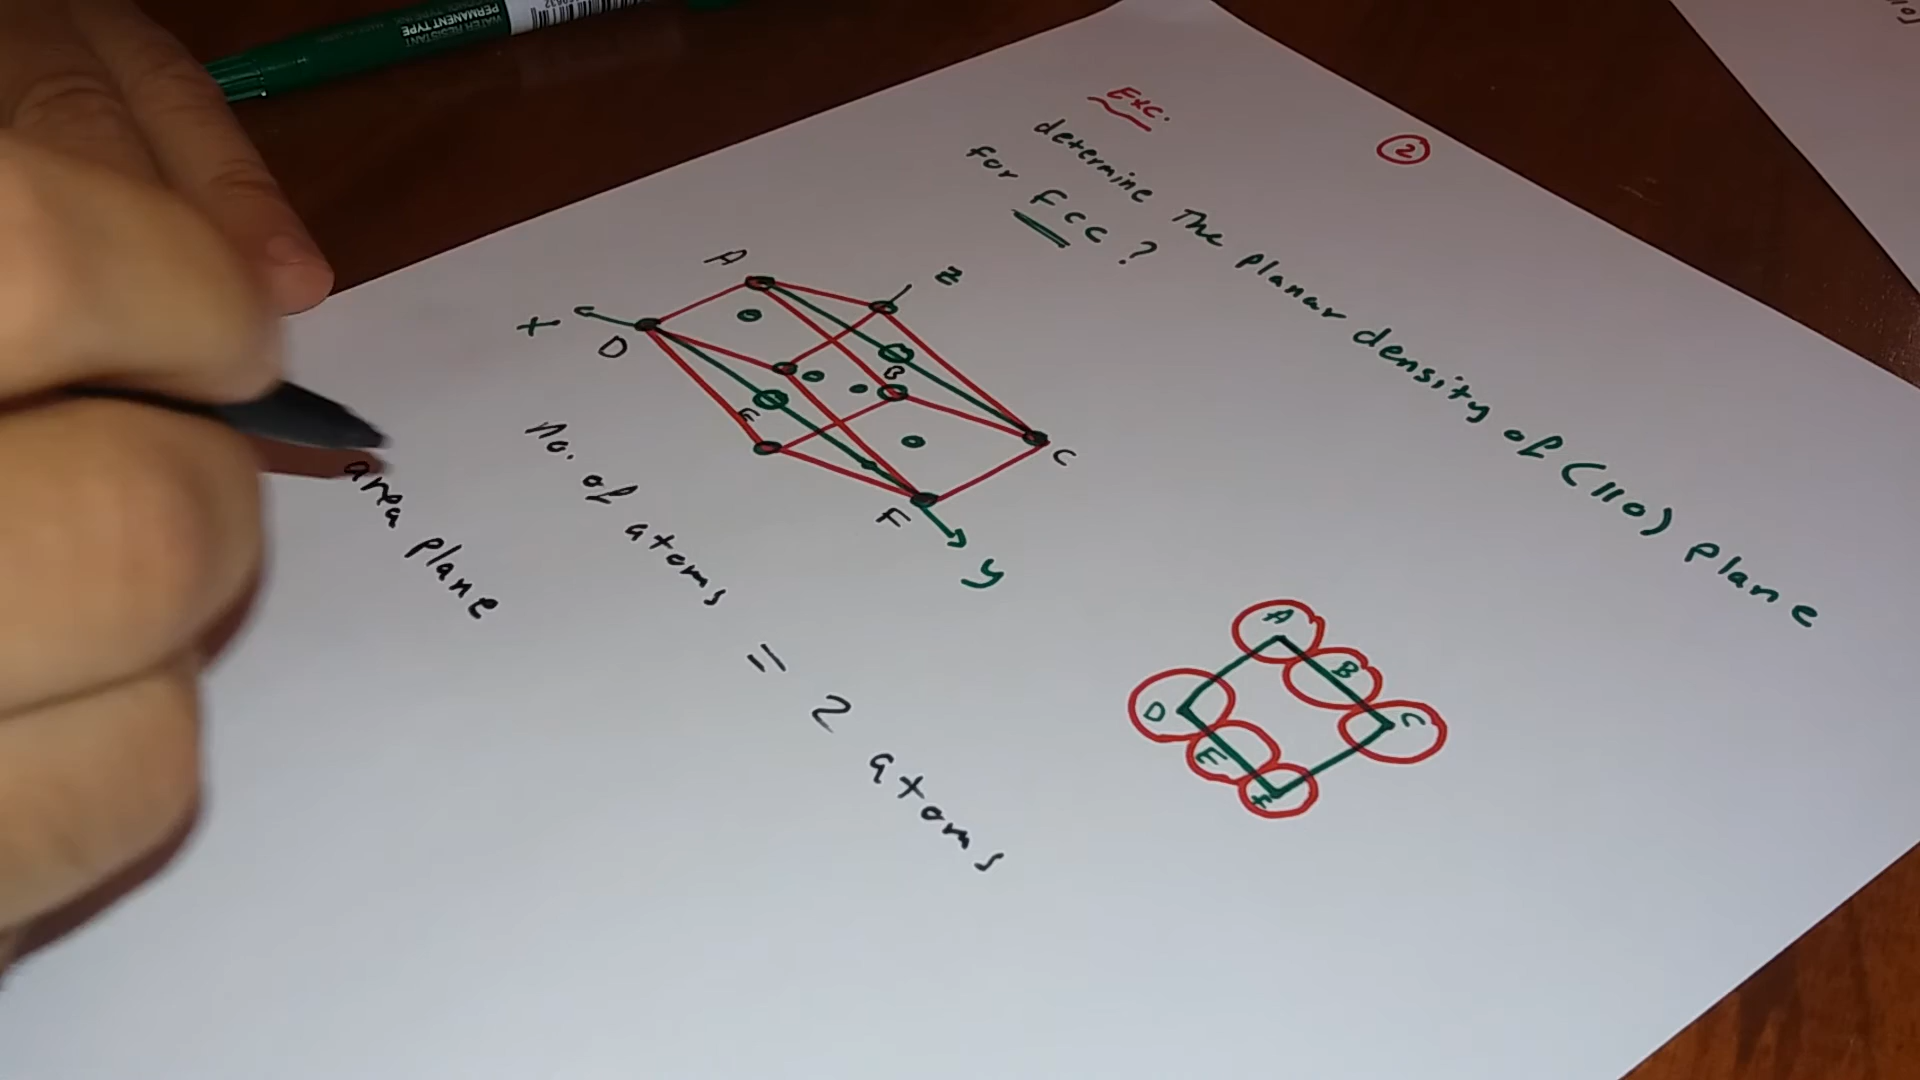 WATER RESISTANT
PERMANENT TYPE
Exc.
2
determine The planar density of (110) plane
for FCC ?
A
Z
X
D
B
E
C
F
y
no. of atoms = 2 atoms
area plane
A
B
C
D
E
F